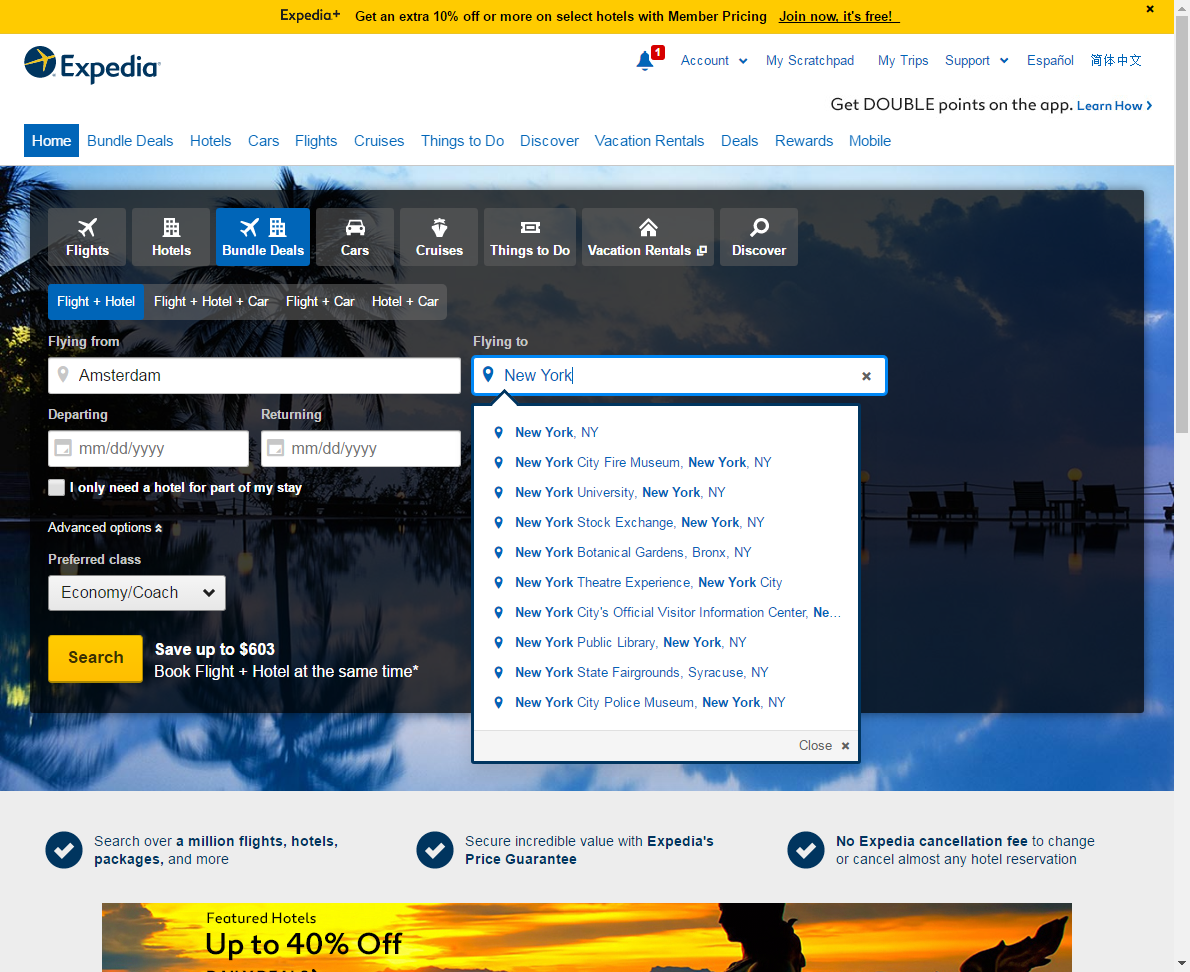 Expedia+ Get an extra 10% off or more on select hotels with Member Pricing Join now, it's free!
Expedia
1
Account My Scratchpad My Trips Support Español 简体中文
Get DOUBLE points on the app. Learn How
Home Bundle Deals Hotels Cars Flights Cruises Things to Do Discover Vacation Rentals Deals Rewards Mobile
Flights Hotels Bundle Deals Cars Cruises Things to Do Vacation Rentals Discover
Flight + Hotel Flight + Hotel + Car Flight + Car Hotel + Car
Flying from Flying to
Amsterdam New York
Departing Returning
mm/dd/yyyy mm/dd/yyyy
I only need a hotel for part of my stay
Advanced options
Preferred class
Economy/Coach
Search
Save up to $603
Book Flight + Hotel at the same time*
New York, NY
New York City Fire Museum, New York, NY
New York University, New York, NY
New York Stock Exchange, New York, NY
New York Botanical Gardens, Bronx, NY
New York Theatre Experience, New York City
New York City's Official Visitor Information Center, Ne...
New York Public Library, New York, NY
New York State Fairgrounds, Syracuse, NY
New York City Police Museum, New York, NY
Close
Search over a million flights, hotels,
packages, and more
Secure incredible value with Expedia's
Price Guarantee
No Expedia cancellation fee to change
or cancel almost any hotel reservation
Featured Hotels
Up to 40% Off